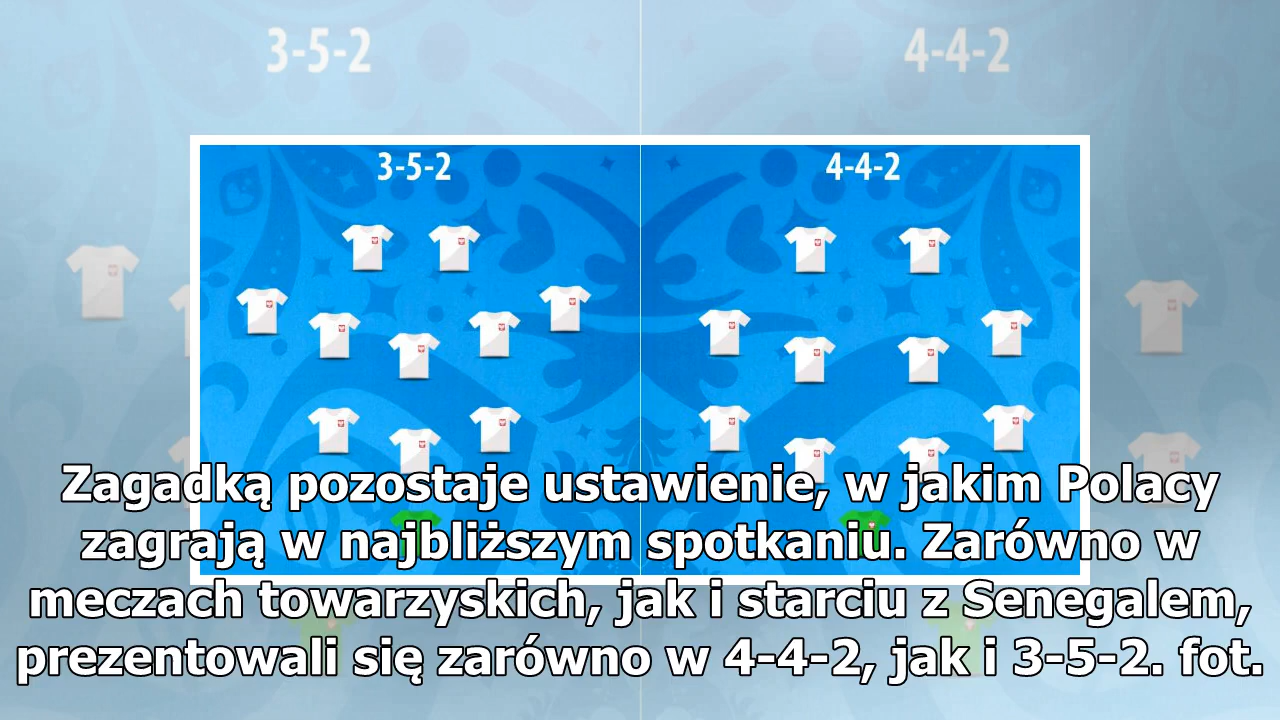 3-5-2 4-4-2
3-5-2 4-4-2
Zagadką pozostaje ustawienie, w jakim Polacy
zagrają w najbliższym spotkaniu. Zarówno w
meczach towarzyskich, jak i starciu z Senegalem,
prezentowali się zarówno w 4-4-2, jak i 3-5-2. fot.